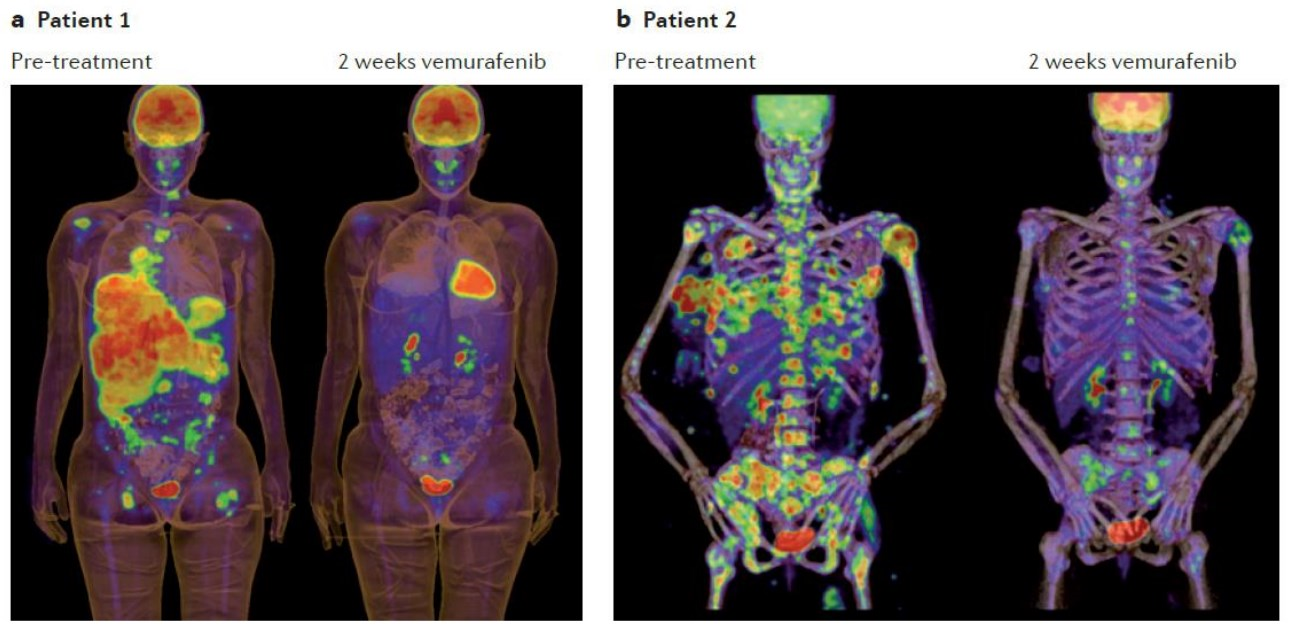 a Patient 1
Pre-treatment
2 weeks vemurafenib
b Patient 2
Pre-treatment
2 weeks vemurafenib